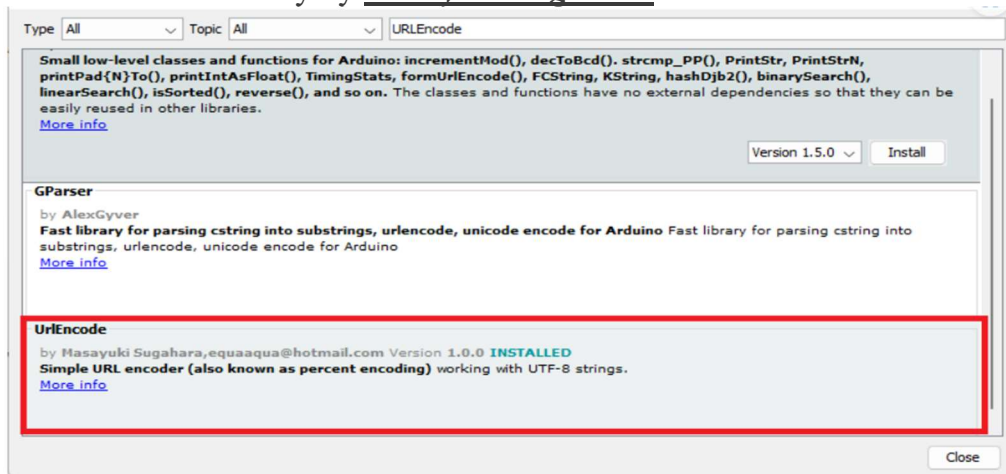 Type All Topic All URLEncode
Small low-level classes and functions for Arduino: incrementMod(), decToBcd(). strcmp_PP(), PrintStr, PrintStrN,
printPad{N}To(), printIntAsFloat(), TimingStats, formUrlEncode(), FCString, KString, hashDjb2(), binarySearch(),
linearSearch(), isSorted(), reverse(), and so on. The classes and functions have no external dependencies so that they can be
easily reused in other libraries.
More info
Version 1.5.0 Install
GParser
by AlexGyver
Fast library for parsing cstring into substrings, urlencode, unicode encode for Arduino Fast library for parsing cstring into
substrings, urlencode, unicode encode for Arduino
More info
UrlEncode
by Masayuki Sugahara,equaaqua@hotmail.com Version 1.0.0 INSTALLED
Simple URL encoder (also known as percent encoding) working with UTF-8 strings.
More info
Close